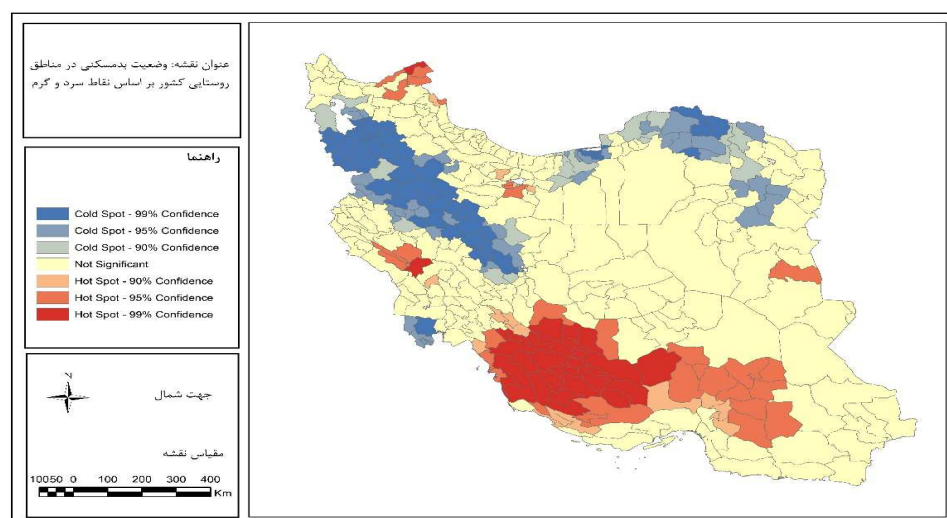 عنوان نقشه: وضعیت بدمسکنی در مناطق
روستایی کشور بر اساس نقاط سرد و گرم
راهنما
Cold Spot - 99% Confidence
Cold Spot - 95% Confidence
Cold Spot - 90% Confidence
Not Significant
Hot Spot - 90% Confidence
Hot Spot - 95% Confidence
Hot Spot - 99% Confidence
N
جهت شمال
مقیاس نقشه
100 50 0 100 200 300 400
Km